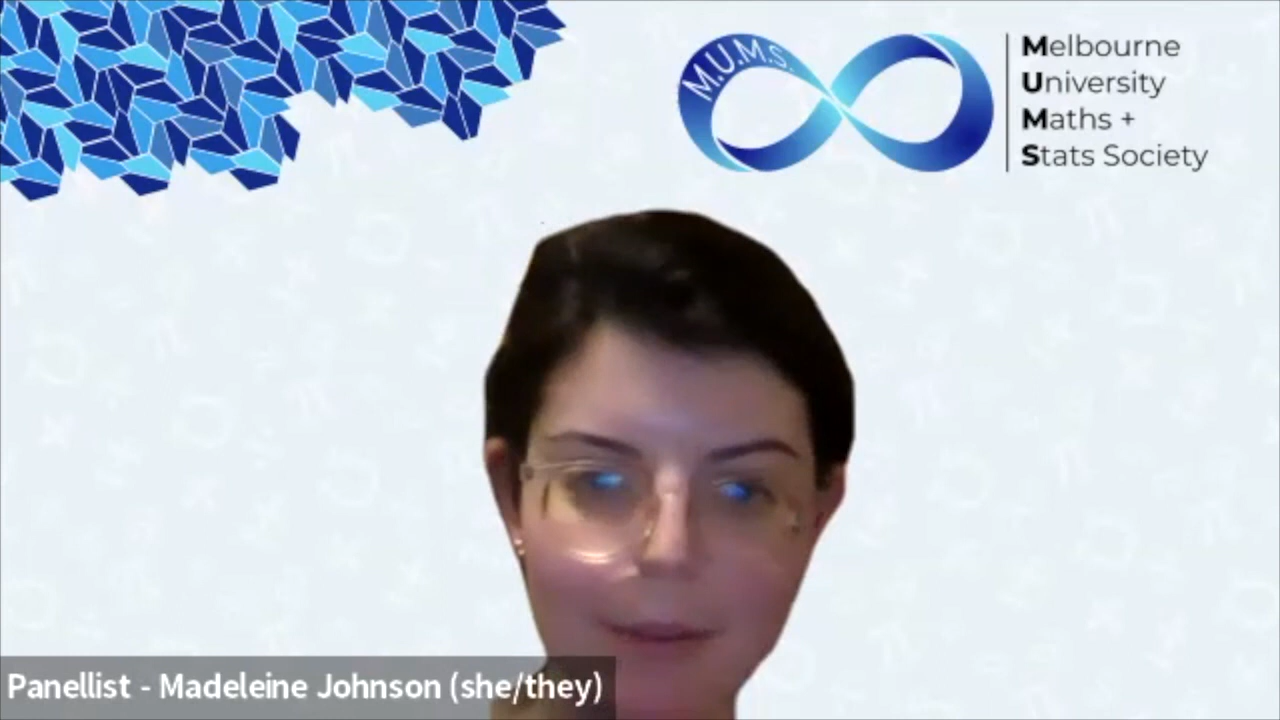 M.U.M.S.
Melbourne
University
Maths +
Stats Society
Panellist - Madeleine Johnson (she/they)